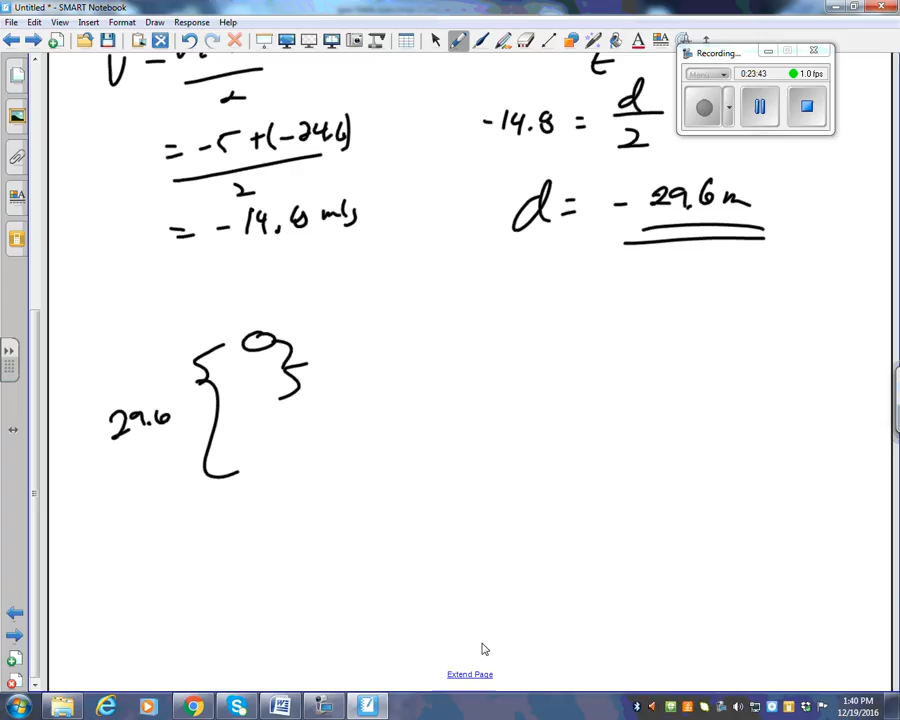 Untitled * - SMART Notebook
File Edit View Insert Format Draw Response Help
Recording...
Menu
0:23:43
1.0 fps
V =
2
t
-14.8 = d
2
= -5 + (-24.6)
2
= -14.8 m/s
d = - 29.6 m
29.6
Extend Page
1:40 PM
12/19/2016